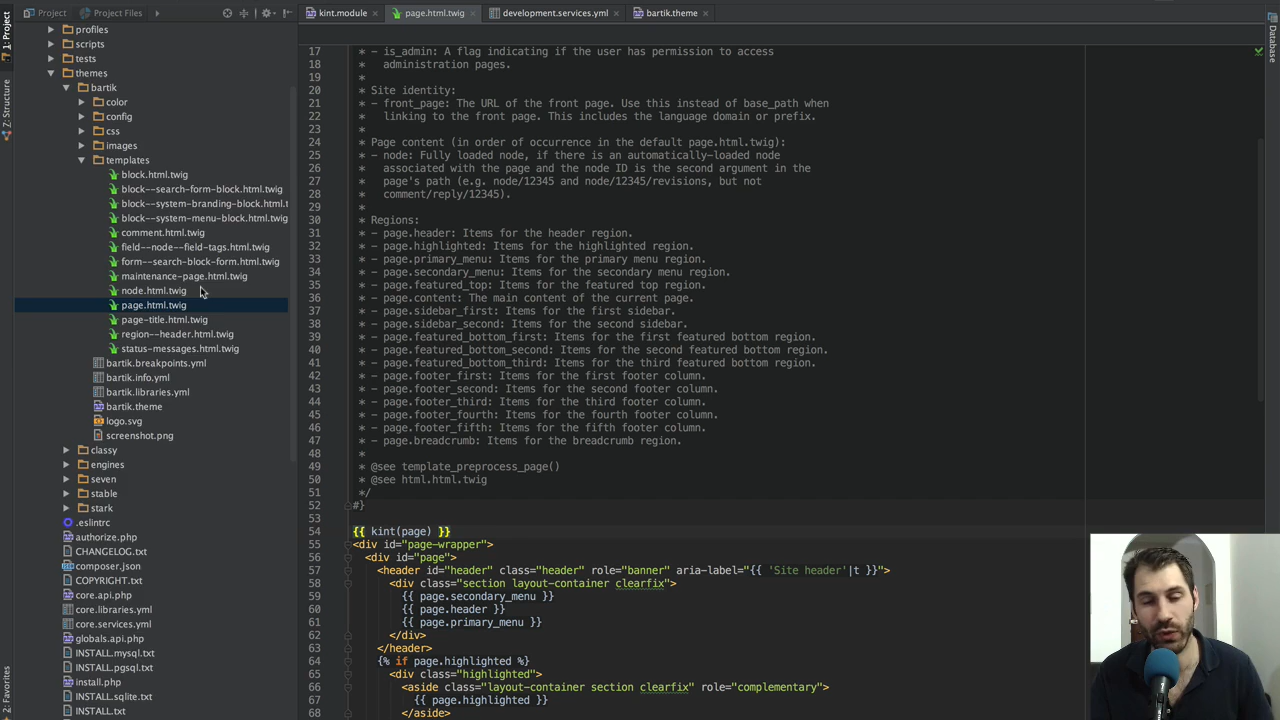 Project
Project Files
1: Project
Z: Structure
2: Favorites
profiles
scripts
tests
themes
bartik
color
config
css
images
templates
block.html.twig
block--search-form-block.html.twig
block--system-branding-block.html.t
block--system-menu-block.html.twig
comment.html.twig
field--node--field-tags.html.twig
form--search-block-form.html.twig
maintenance-page.html.twig
node.html.twig
page.html.twig
page-title.html.twig
region--header.html.twig
status-messages.html.twig
bartik.breakpoints.yml
bartik.info.yml
bartik.libraries.yml
bartik.theme
logo.svg
screenshot.png
classy
engines
seven
stable
stark
.eslintrc
authorize.php
CHANGELOG.txt
composer.json
COPYRIGHT.txt
core.api.php
core.libraries.yml
core.services.yml
globals.api.php
INSTALL.mysql.txt
INSTALL.pgsql.txt
install.php
INSTALL.sqlite.txt
INSTALL.txt
kint.module
page.html.twig
development.services.yml
bartik.theme
Database
17 * - is_admin: A flag indicating if the user has permission to access
18 *   administration pages.
19 *
20 * Site identity:
21 * - front_page: The URL of the front page. Use this instead of base_path when
22 *   linking to the front page. This includes the language domain or prefix.
23 *
24 * Page content (in order of occurrence in the default page.html.twig):
25 * - node: Fully loaded node, if there is an automatically-loaded node
26 *   associated with the page and the node ID is the second argument in the
27 *   page's path (e.g. node/12345 and node/12345/revisions, but not
28 *   comment/reply/12345).
29 *
30 * Regions:
31 * - page.header: Items for the header region.
32 * - page.highlighted: Items for the highlighted region.
33 * - page.primary_menu: Items for the primary menu region.
34 * - page.secondary_menu: Items for the secondary menu region.
35 * - page.featured_top: Items for the featured top region.
36 * - page.content: The main content of the current page.
37 * - page.sidebar_first: Items for the first sidebar.
38 * - page.sidebar_second: Items for the second sidebar.
39 * - page.featured_bottom_first: Items for the first featured bottom region.
40 * - page.featured_bottom_second: Items for the second featured bottom region.
41 * - page.featured_bottom_third: Items for the third featured bottom region.
42 * - page.footer_first: Items for the first footer column.
43 * - page.footer_second: Items for the second footer column.
44 * - page.footer_third: Items for the third footer column.
45 * - page.footer_fourth: Items for the fourth footer column.
46 * - page.footer_fifth: Items for the fifth footer column.
47 * - page.breadcrumb: Items for the breadcrumb region.
48 *
49 * @see template_preprocess_page()
50 * @see html.html.twig
51 */
52 #}
53
54 {{ kint(page) }}
55 <div id="page-wrapper">
56 <div id="page">
57 <header id="header" class="header" role="banner" aria-label="{{ 'Site header'|t }}">
58 <div class="section layout-container clearfix">
59 {{ page.secondary_menu }}
60 {{ page.header }}
61 {{ page.primary_menu }}
62 </div>
63 </header>
64 {% if page.highlighted %}
65 <div class="highlighted">
66 <aside class="layout-container section clearfix" role="complementary">
67 {{ page.highlighted }}
68 </aside>